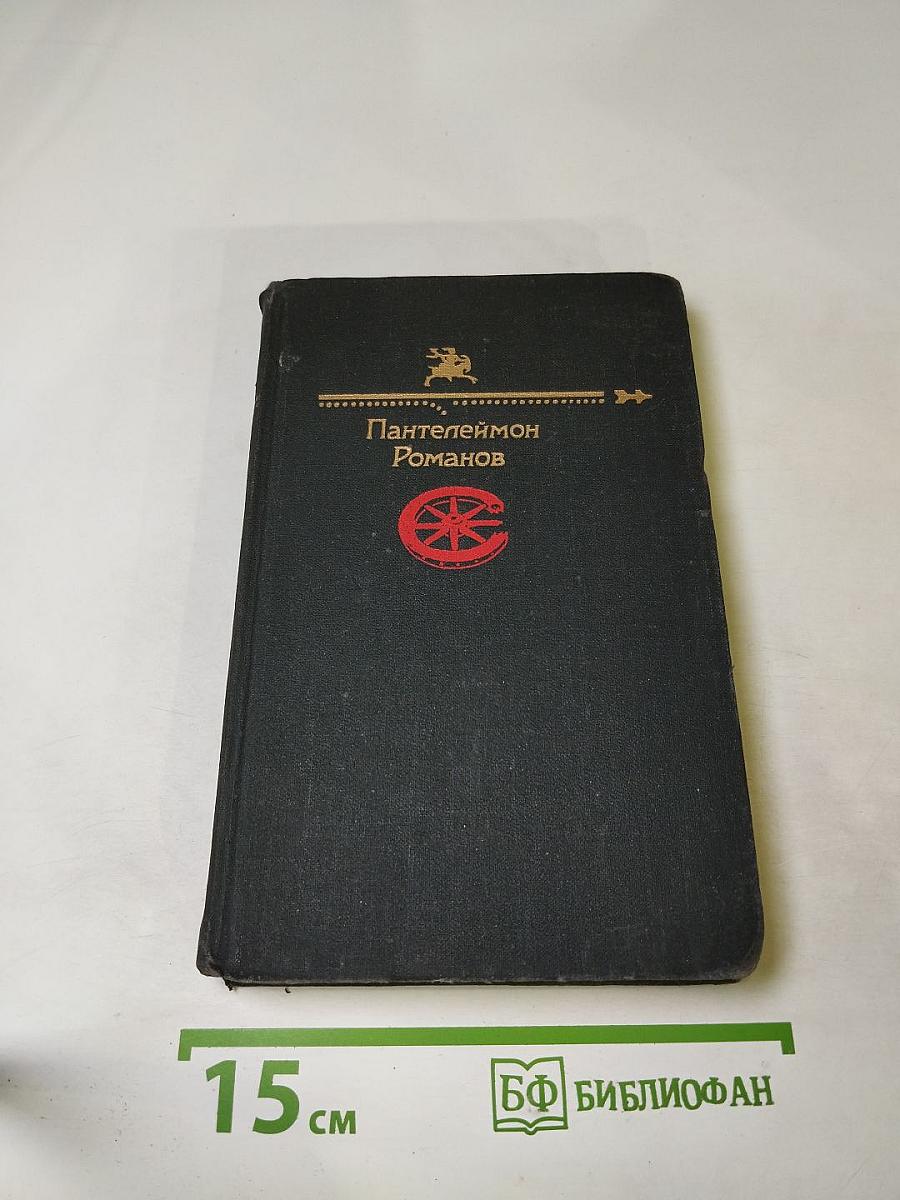 Пантелеймон
Романов
15 см
БФ БИБЛИОФАН